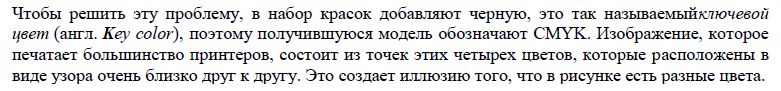 Чтобы решить эту проблему, в набор красок добавляют черную, это так называемыйключевой
цвет (англ. Key color), поэтому получившуюся модель обозначают CMYK. Изображение, которое
печатает большинство принтеров, состоит из точек этих четырех цветов, которые расположены в
виде узора очень близко друг к другу. Это создает иллюзию того, что в рисунке есть разные цвета.